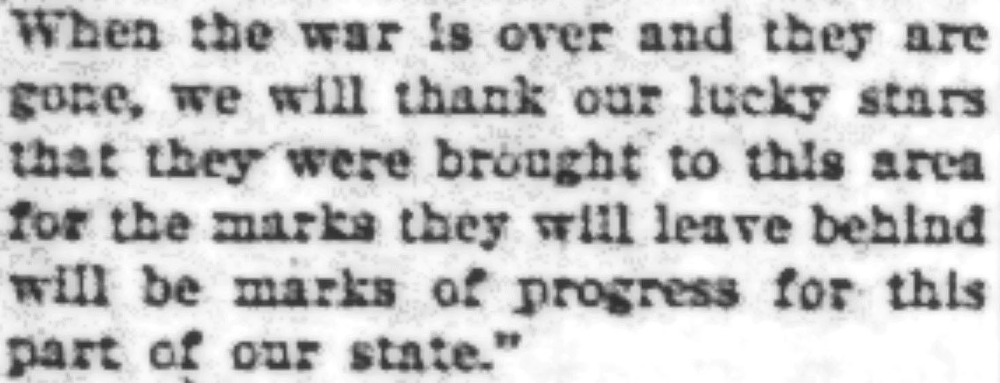 When the war is over and they are
gone, we will thank our lucky stars
that they were brought to this area
for the marks they will leave behind
will be marks of progress for this
part of our state."